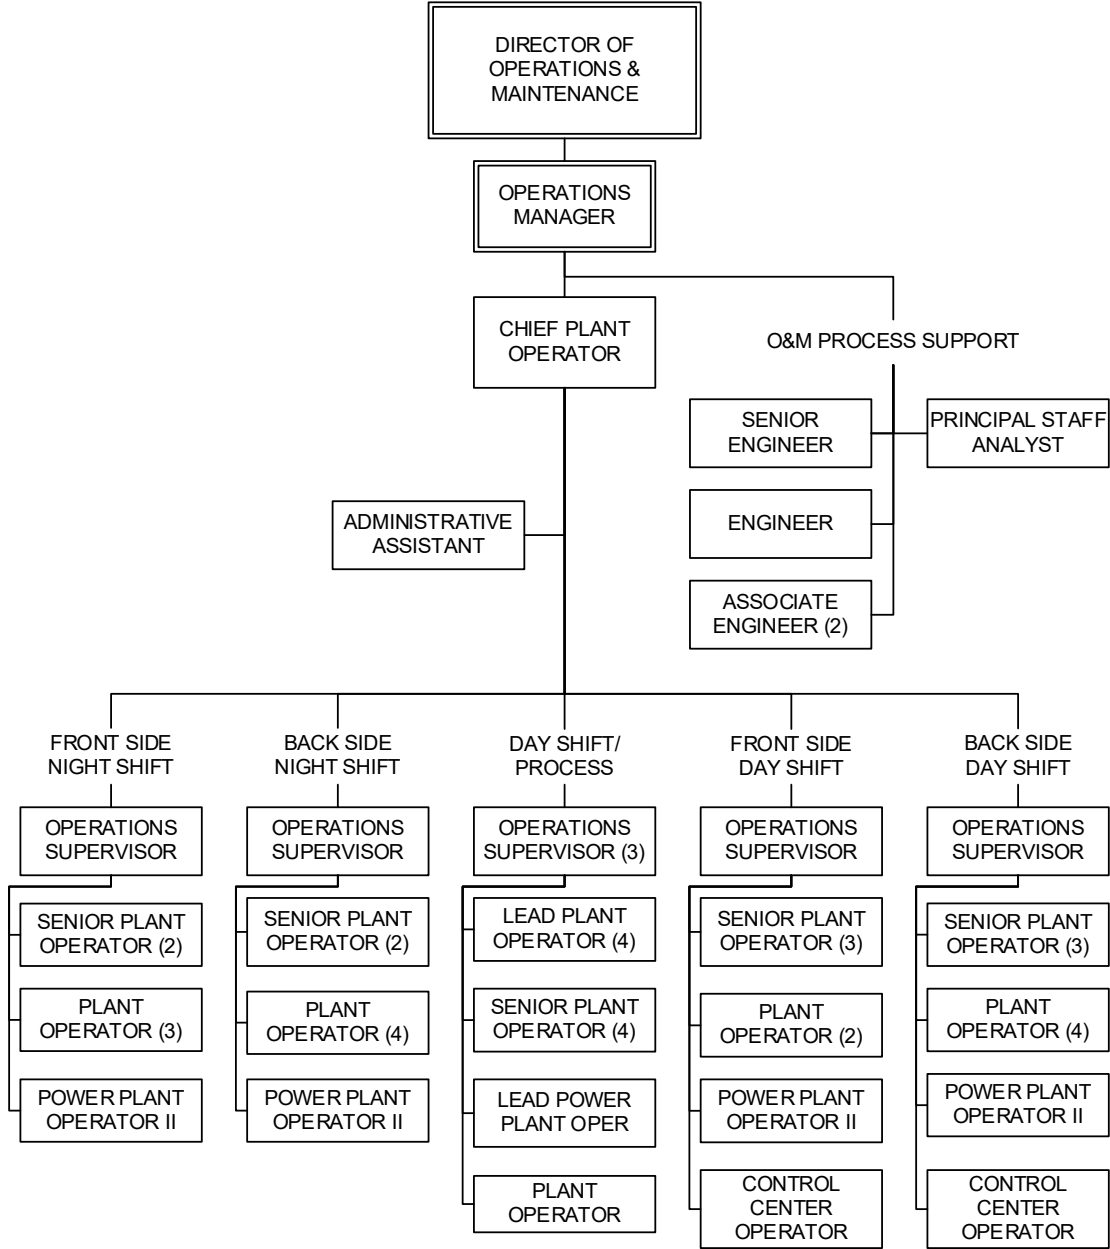 DIRECTOR OF
OPERATIONS &
MAINTENANCE
OPERATIONS
MANAGER
CHIEF PLANT
OPERATOR
O&M PROCESS SUPPORT
SENIOR
ENGINEER
PRINCIPAL STAFF
ANALYST
ENGINEER
ADMINISTRATIVE
ASSISTANT
ASSOCIATE
ENGINEER (2)
FRONT SIDE
NIGHT SHIFT
OPERATIONS
SUPERVISOR
SENIOR PLANT
OPERATOR (2)
PLANT
OPERATOR (3)
POWER PLANT
OPERATOR II
BACK SIDE
NIGHT SHIFT
OPERATIONS
SUPERVISOR
SENIOR PLANT
OPERATOR (2)
PLANT
OPERATOR (4)
POWER PLANT
OPERATOR II
DAY SHIFT/
PROCESS
OPERATIONS
SUPERVISOR (3)
LEAD PLANT
OPERATOR (4)
SENIOR PLANT
OPERATOR (4)
LEAD POWER
PLANT OPER
PLANT
OPERATOR
FRONT SIDE
DAY SHIFT
OPERATIONS
SUPERVISOR
SENIOR PLANT
OPERATOR (3)
PLANT
OPERATOR (2)
POWER PLANT
OPERATOR II
CONTROL
CENTER
OPERATOR
BACK SIDE
DAY SHIFT
OPERATIONS
SUPERVISOR
SENIOR PLANT
OPERATOR (3)
PLANT
OPERATOR (4)
POWER PLANT
OPERATOR II
CONTROL
CENTER
OPERATOR